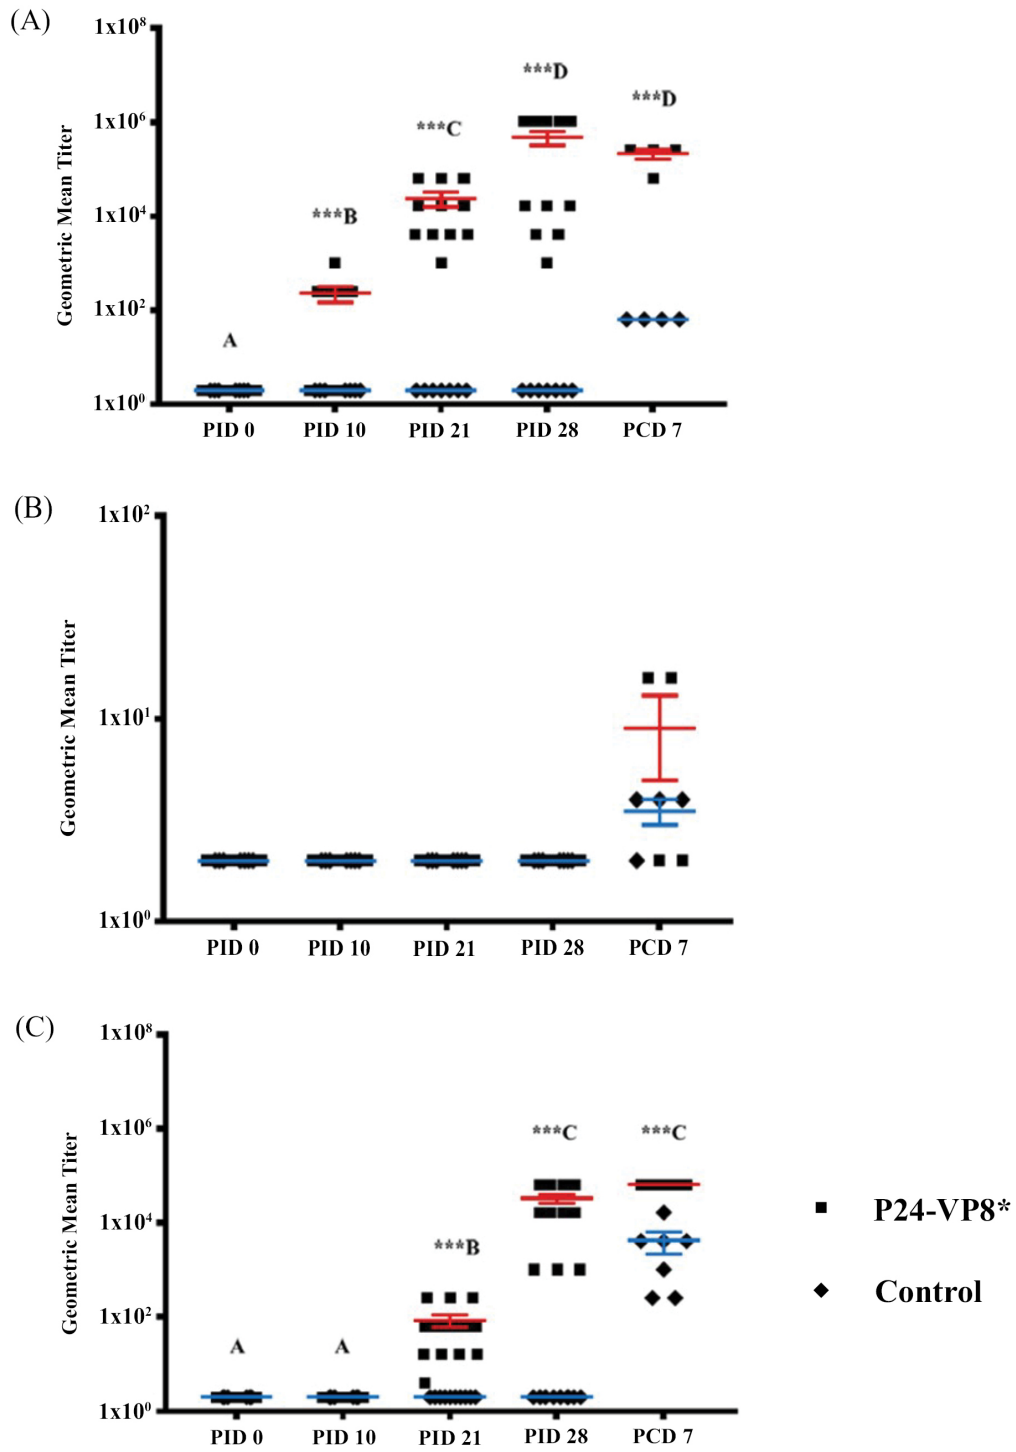 (A)
1x10⁸
1x10⁶
1x10⁴
1x10²
1x10⁰
Geometric Mean Titer
A
***B
***C
***D
***D
PID 0 PID 10 PID 21 PID 28 PCD 7
(B)
1x10²
1x10¹
1x10⁰
Geometric Mean Titer
PID 0 PID 10 PID 21 PID 28 PCD 7
(C)
1x10⁸
1x10⁶
1x10⁴
1x10²
1x10⁰
Geometric Mean Titer
A
A
***B
***C
***C
PID 0 PID 10 PID 21 PID 28 PCD 7
P24-VP8*
Control